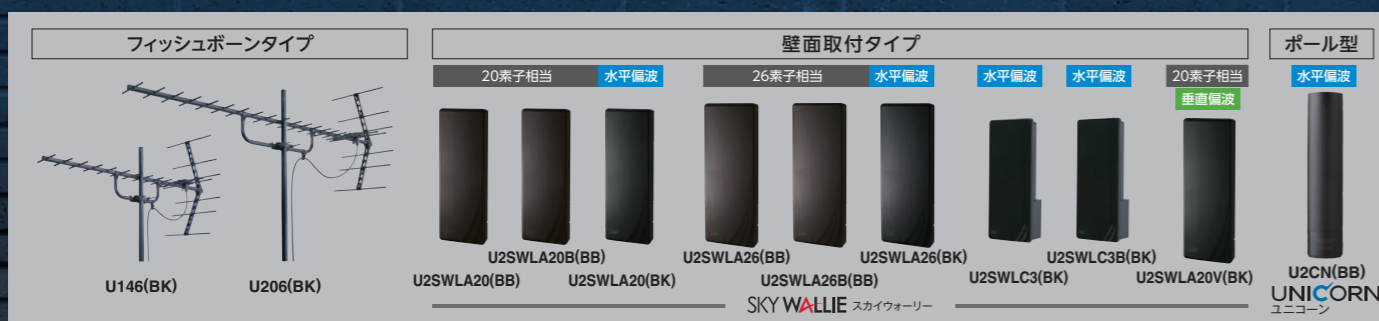 フィッシュボーンタイプ
U146(BK)
U206(BK)
壁面取付タイプ
20素子相当
水平偏波
26素子相当
水平偏波
水平偏波
水平偏波
20素子相当
垂直偏波
U2SWLA20B(BB)
U2SWLA26(BB)
U2SWLA26(BK)
U2SWLC3B(BK)
U2SWLA20(BB)
U2SWLA20(BK)
U2SWLA26B(BB)
U2SWLC3(BK)
U2SWLA20V(BK)
SKY WALLIE スカイウォーリー
ポール型
水平偏波
U2CN(BB)
UNICORN
ユニコーン